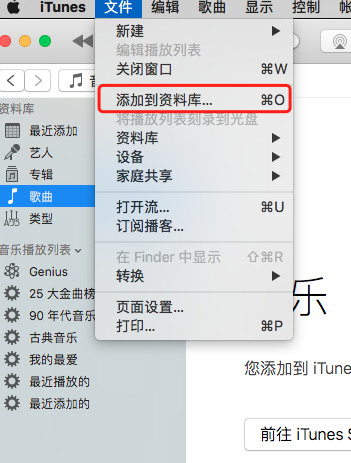 iTunes 文件 编辑 歌曲 显示 控制 帐
新建
编辑播放列表
关闭窗口 ⌘W
添加到资料库... ⌘O
将播放列表刻录到光盘
资料库
设备
家庭共享
打开流... ⌘U
订阅播客...
在 Finder 中显示 ⇧⌘R
转换
页面设置...
打印... ⌘P
资料库
最近添加
艺人
专辑
歌曲
类型
音乐播放列表
Genius
25 大金曲榜
90 年代音乐
古典音乐
我的最爱
最近播放的
最近添加的
乐
您添加到 iTune
前往 iTunes S